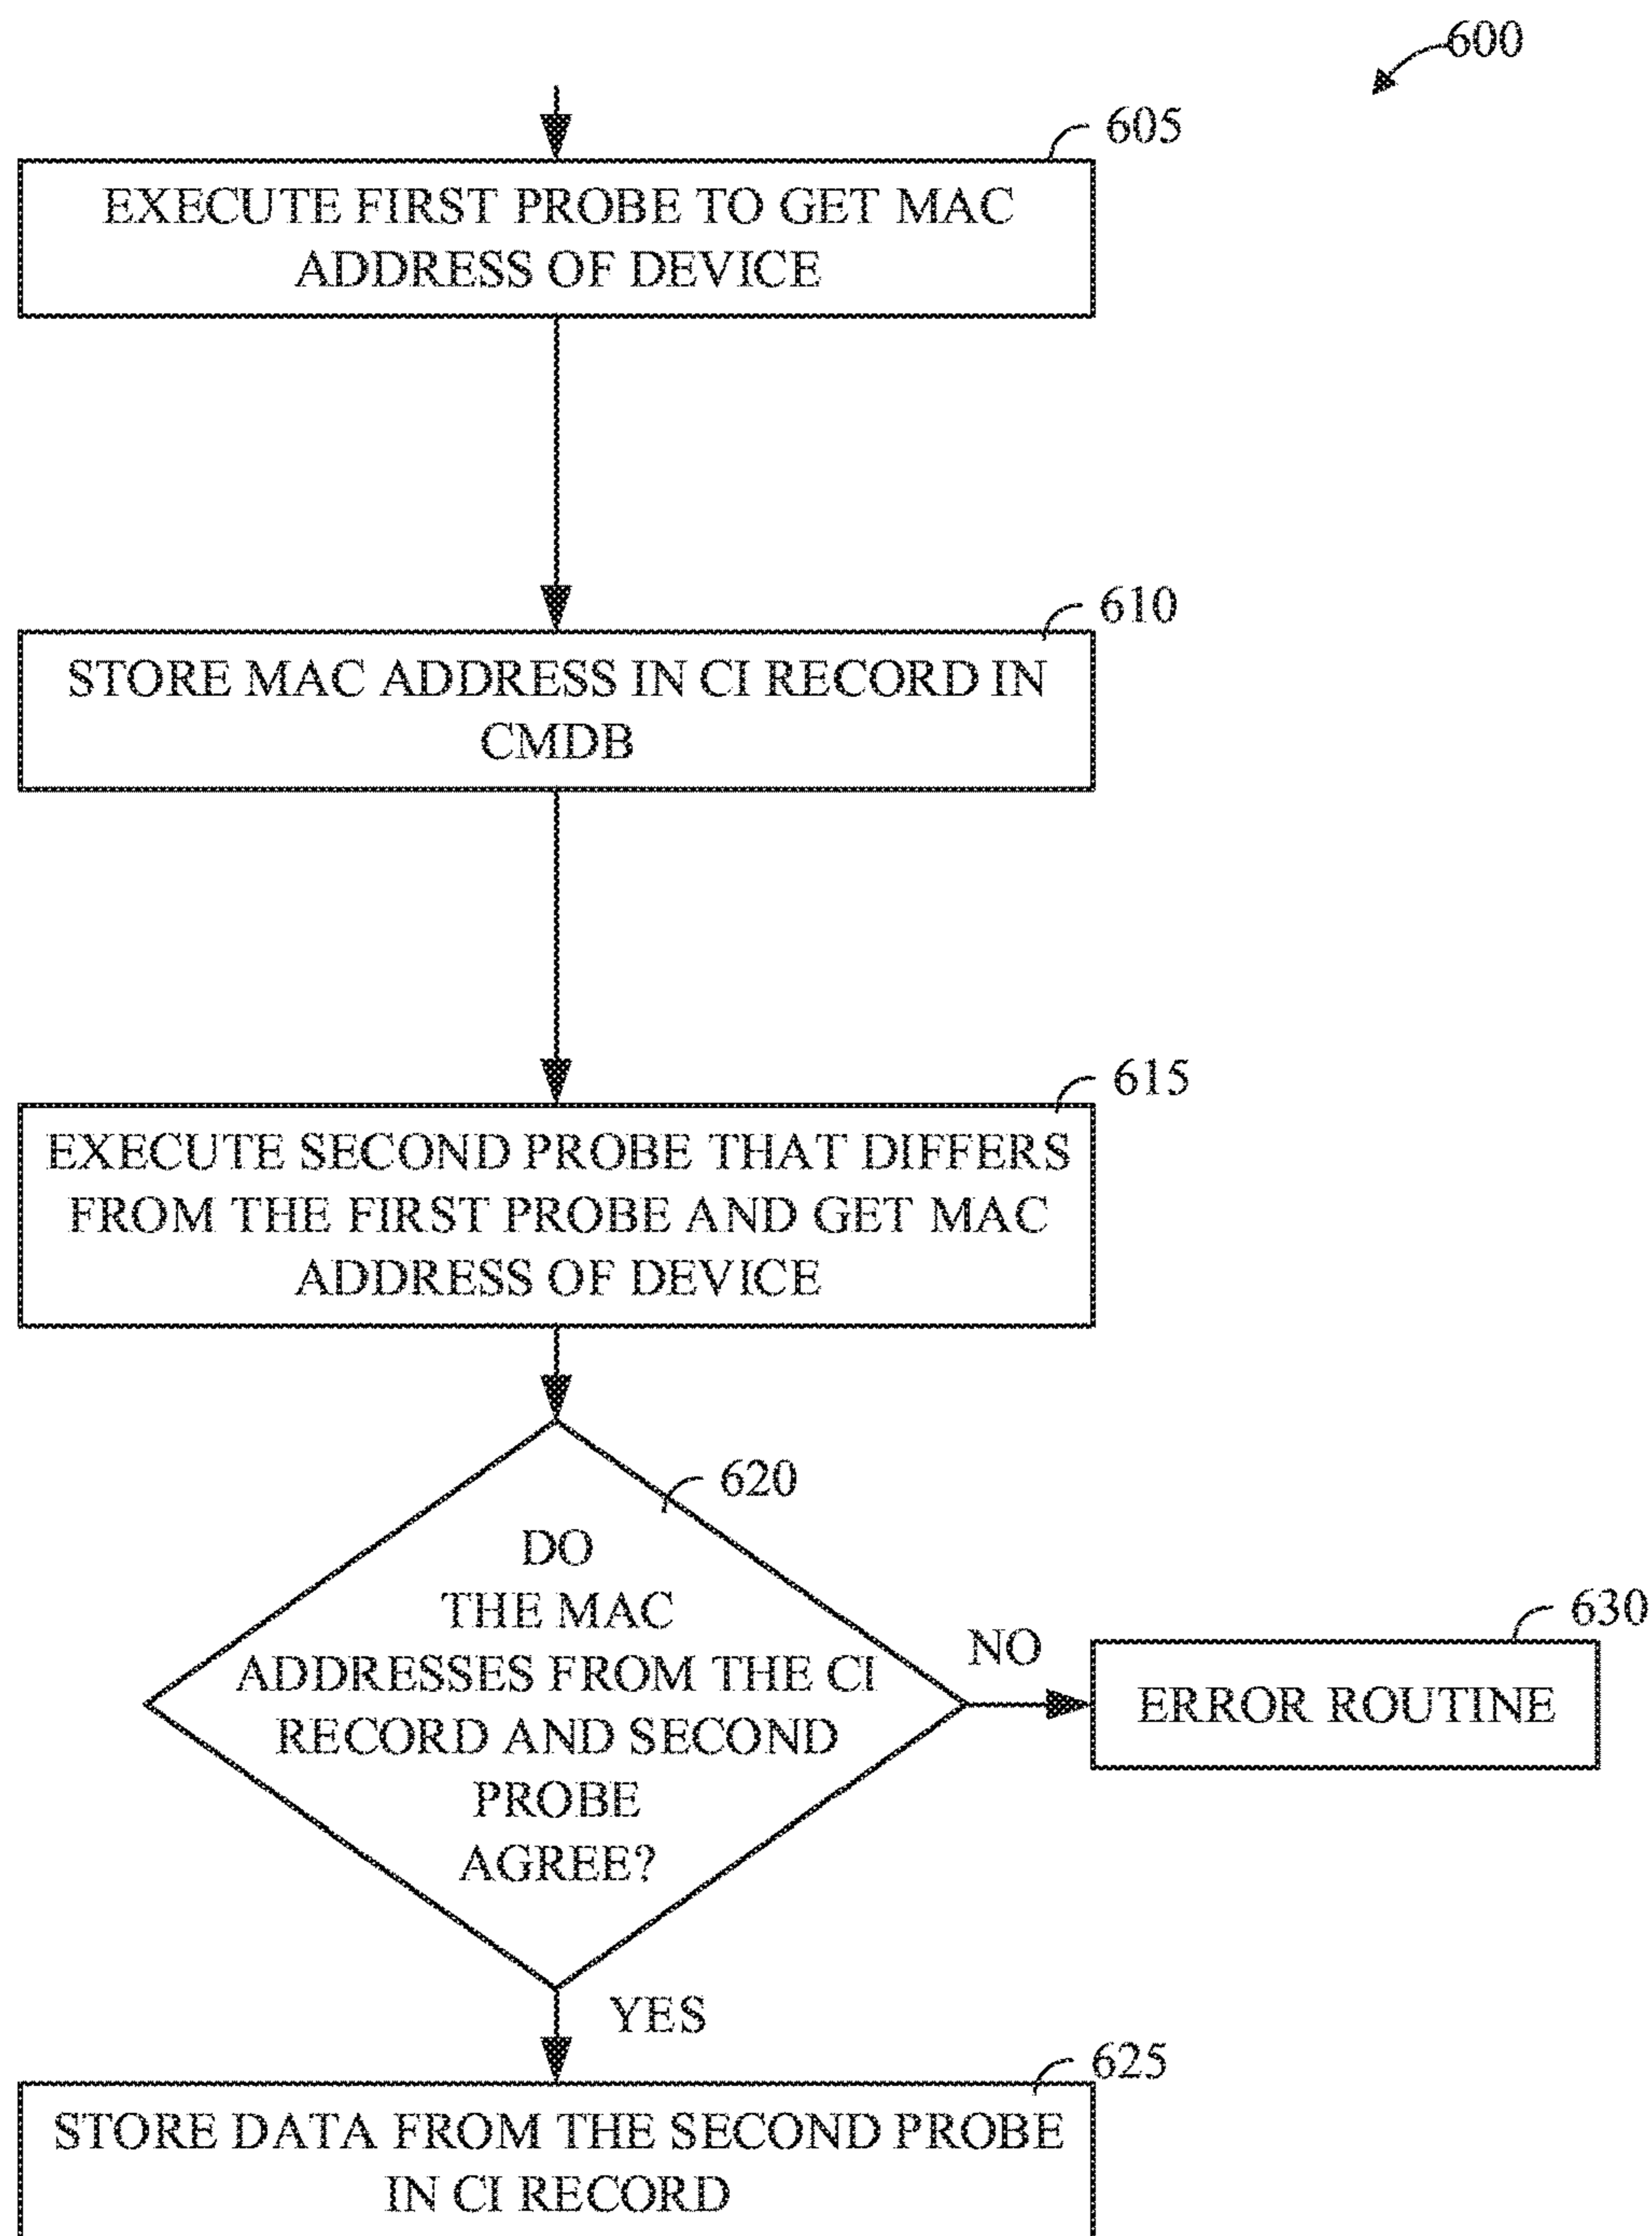 600
605
EXECUTE FIRST PROBE TO GET MAC
ADDRESS OF DEVICE
610
STORE MAC ADDRESS IN CI RECORD IN
CMDB
615
EXECUTE SECOND PROBE THAT DIFFERS
FROM THE FIRST PROBE AND GET MAC
ADDRESS OF DEVICE
620
DO
THE MAC
ADDRESSES FROM THE CI
RECORD AND SECOND
PROBE
AGREE?
NO
630
ERROR ROUTINE
YES
625
STORE DATA FROM THE SECOND PROBE
IN CI RECORD